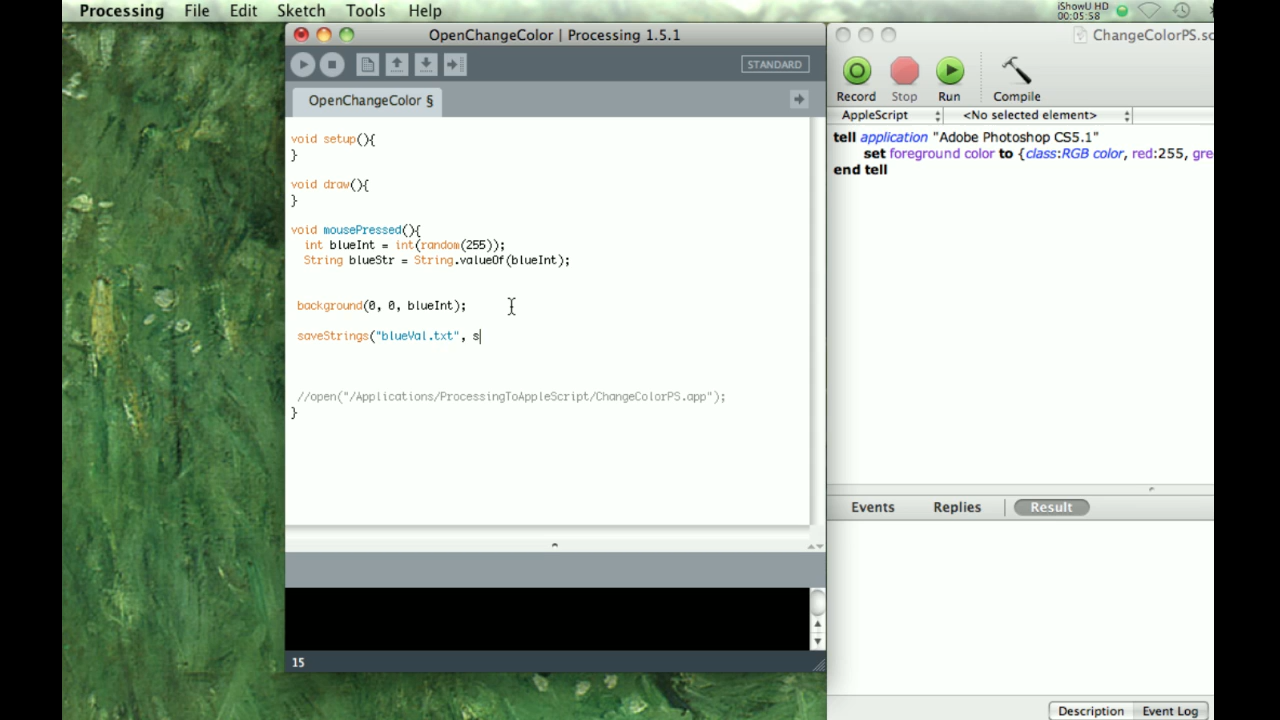 Processing File Edit Sketch Tools Help
iShowU HD
00:05:58
OpenChangeColor | Processing 1.5.1
STANDARD
OpenChangeColor §
void setup(){
}
void draw(){
}
void mousePressed(){
int blueInt = int(random(255));
String blueStr = String.valueOf(blueInt);
background(0, 0, blueInt);
saveStrings("blueVal.txt", s
//open("/Applications/ProcessingToAppleScript/ChangeColorPS.app");
}
15
ChangeColorPS.sc
Record Stop Run Compile
AppleScript <No selected element>
tell application "Adobe Photoshop CS5.1"
set foreground color to {class:RGB color, red:255, gre
end tell
Events Replies Result
Description Event Log